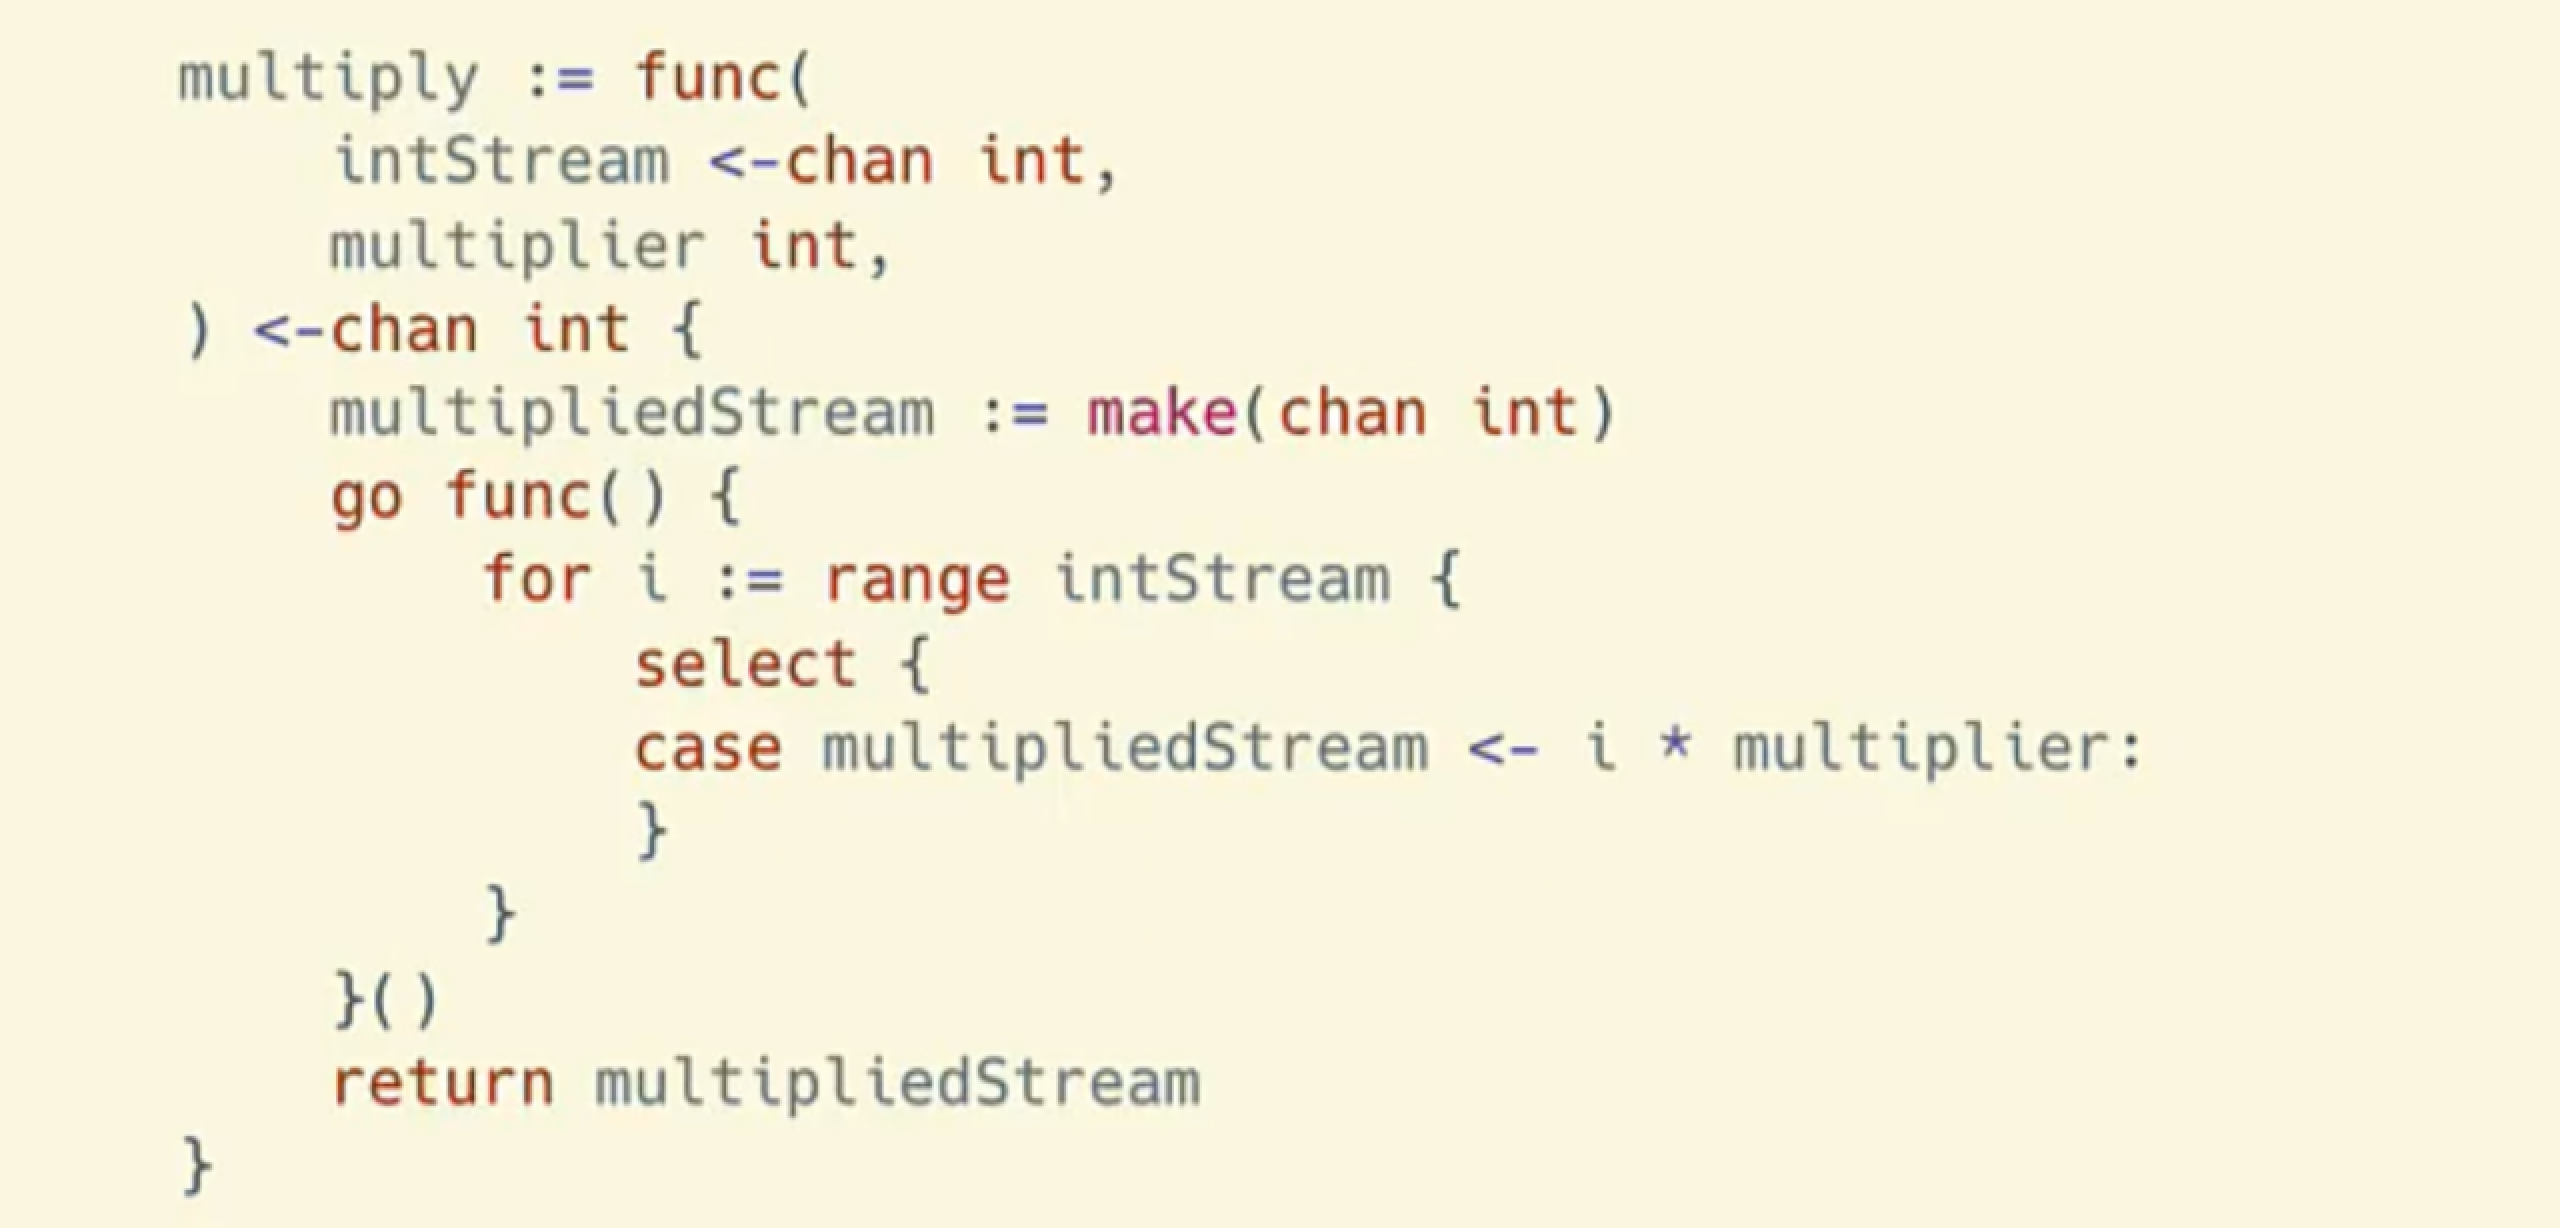 multiply := func(
    intStream <-chan int,
    multiplier int,
) <-chan int {
    multipliedStream := make(chan int)
    go func() {
        for i := range intStream {
            select {
            case multipliedStream <- i * multiplier:
            }
        }
    }()
    return multipliedStream
}